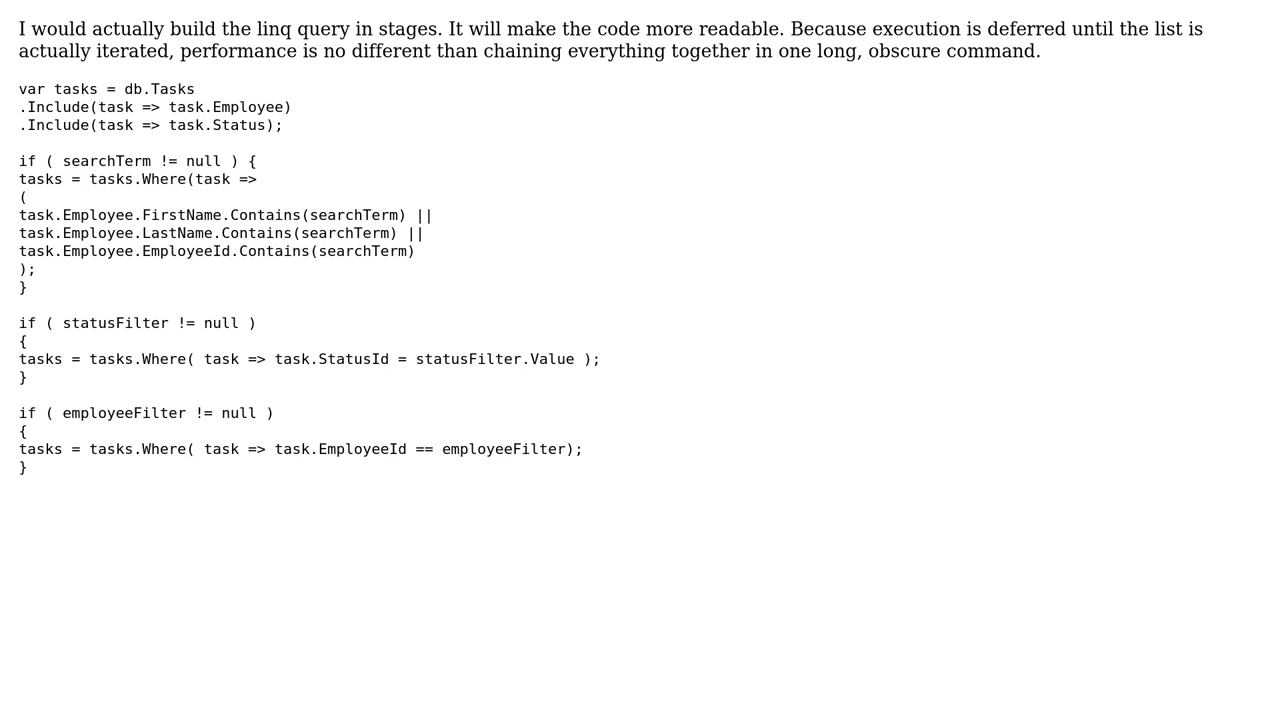 I would actually build the linq query in stages. It will make the code more readable. Because execution is deferred until the list is
actually iterated, performance is no different than chaining everything together in one long, obscure command.
var tasks = db.Tasks
.Include(task => task.Employee)
.Include(task => task.Status);
if ( searchTerm != null ) {
tasks = tasks.Where(task =>
(
task.Employee.FirstName.Contains(searchTerm) ||
task.Employee.LastName.Contains(searchTerm) ||
task.Employee.EmployeeId.Contains(searchTerm)
);
}
if ( statusFilter != null )
{
tasks = tasks.Where( task => task.StatusId = statusFilter.Value );
}
if ( employeeFilter != null )
{
tasks = tasks.Where( task => task.EmployeeId == employeeFilter);
}